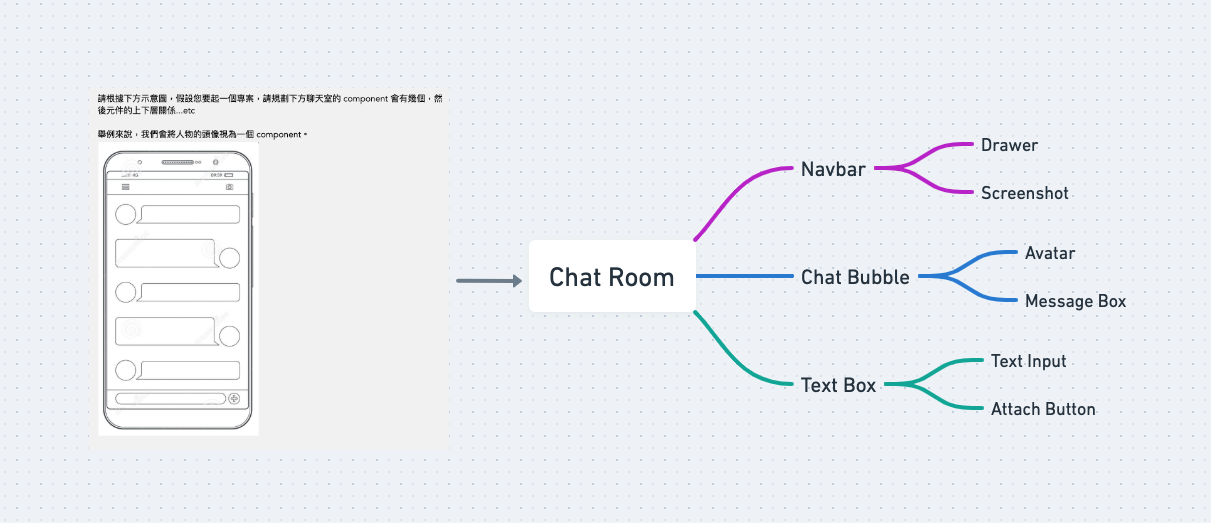 請根據下方示意圖，假設您要起一個專案，請規劃下方聊天室的 component 會有幾個，然
後元件的上下層關係...etc
舉例來說，我們會將人物的頭像視為一個 component。
4G
Chat Room
Navbar
Drawer
Screenshot
Chat Bubble
Avatar
Message Box
Text Box
Text Input
Attach Button